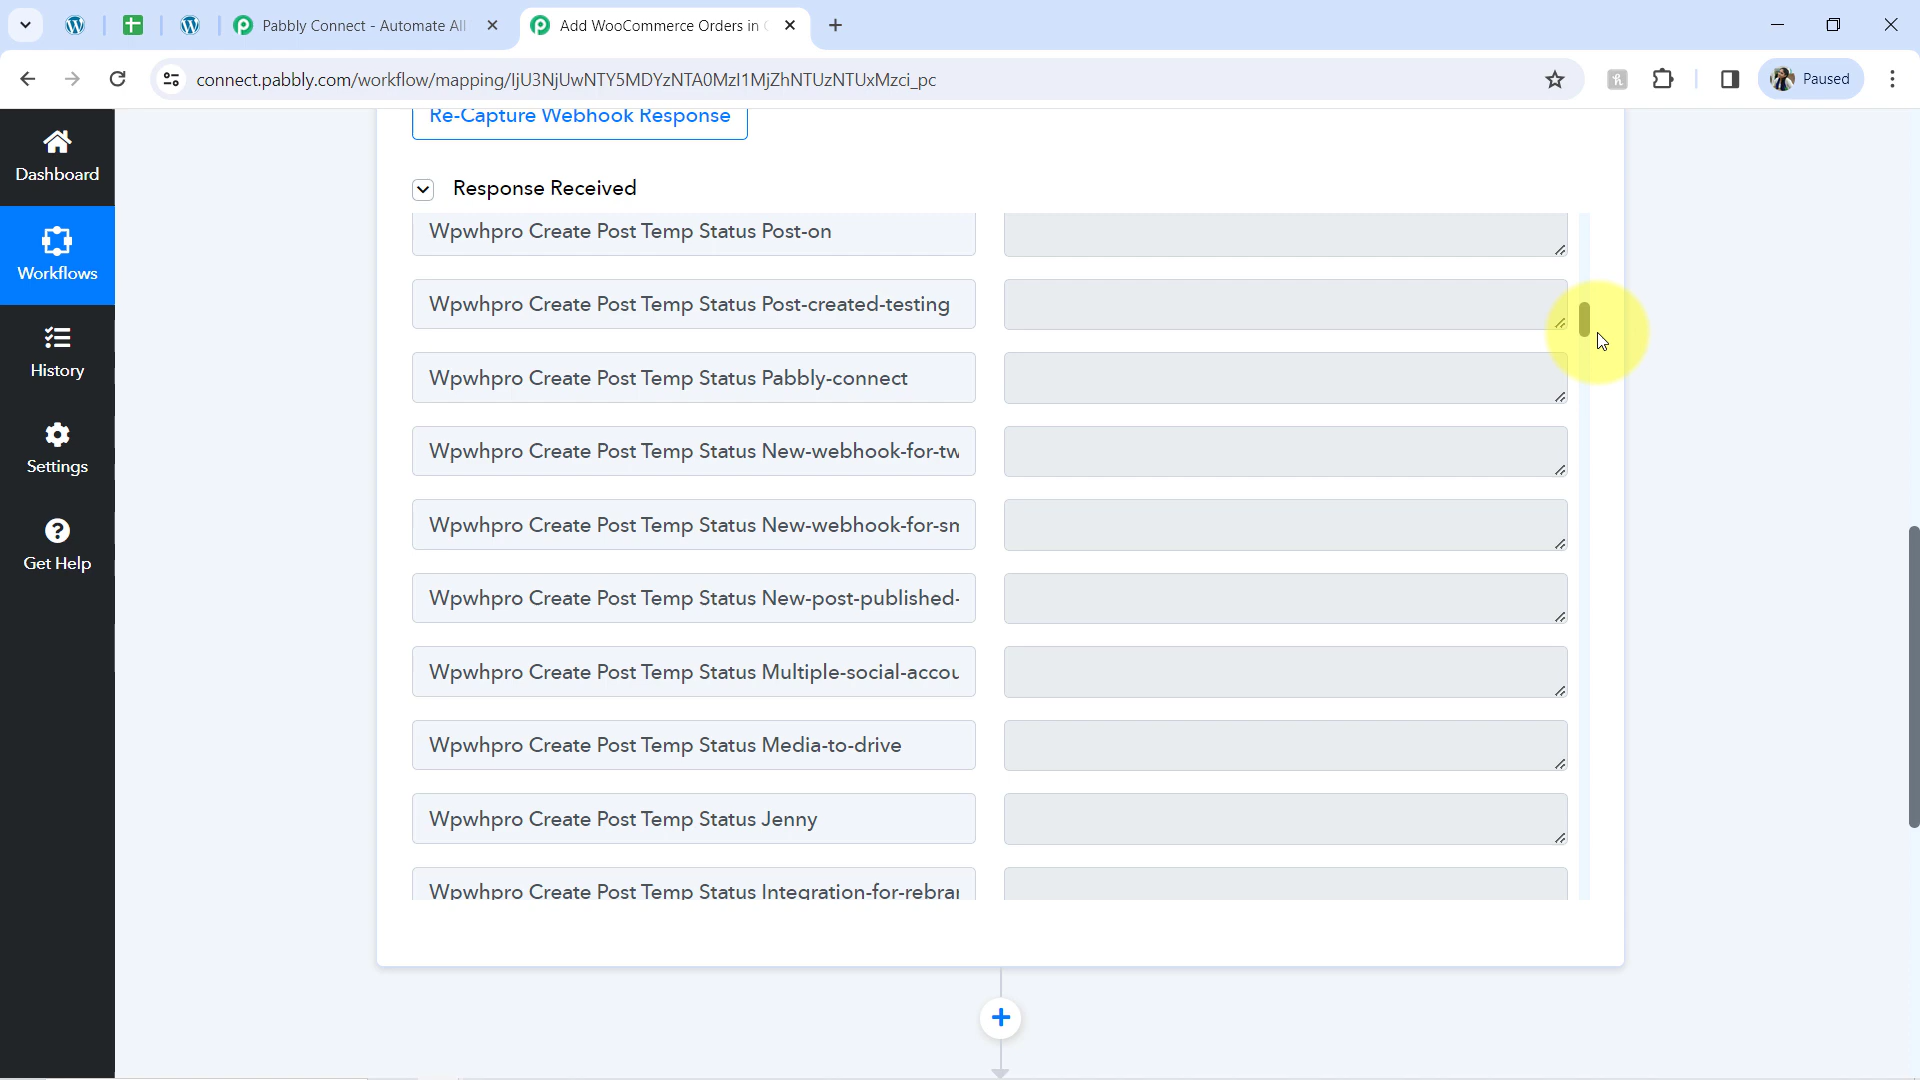 Pabbly Connect - Automate All
Add WooCommerce Orders in
connect.pabbly.com/workflow/mapping/IjU3NjUwNTY5MDYzNTA0MzI1MjZhNTUzNTUxMzci_pc
Paused
Dashboard
Workflows
History
Settings
Get Help
Re-Capture Webhook Response
Response Received
Wpwhpro Create Post Temp Status Post-on
Wpwhpro Create Post Temp Status Post-created-testing
Wpwhpro Create Post Temp Status Pabbly-connect
Wpwhpro Create Post Temp Status New-webhook-for-tw
Wpwhpro Create Post Temp Status New-webhook-for-sm
Wpwhpro Create Post Temp Status New-post-published-
Wpwhpro Create Post Temp Status Multiple-social-accou
Wpwhpro Create Post Temp Status Media-to-drive
Wpwhpro Create Post Temp Status Jenny
Wpwhpro Create Post Temp Status Integration-for-rebran